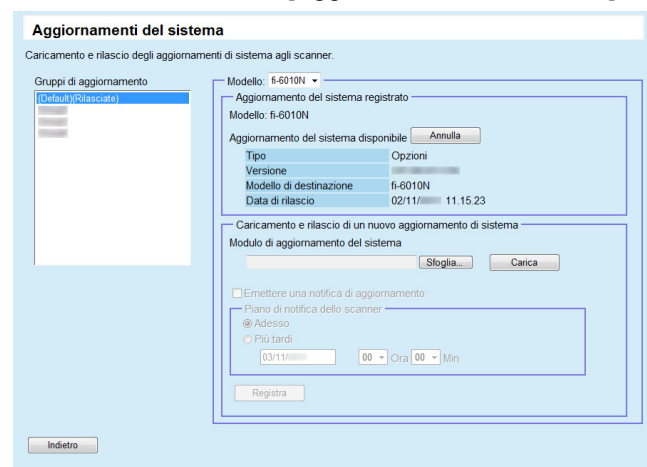 Aggiornamenti del sistema
Caricamento e rilascio degli aggiornamenti di sistema agli scanner.
Gruppi di aggiornamento
(Default)(Rilasciate)
Modello: fi-6010N
Aggiornamento del sistema registrato
Modello: fi-6010N
Aggiornamento del sistema disponibile Annulla
Tipo Opzioni
Versione
Modello di destinazione fi-6010N
Data di rilascio 02/11/ 11.15.23
Caricamento e rilascio di un nuovo aggiornamento di sistema
Modulo di aggiornamento del sistema
Sfoglia... Carica
Emettere una notifica di aggiornamento
Piano di notifica dello scanner
Adesso
Più tardi
03/11/ 00 Ora 00 Min
Registra
Indietro